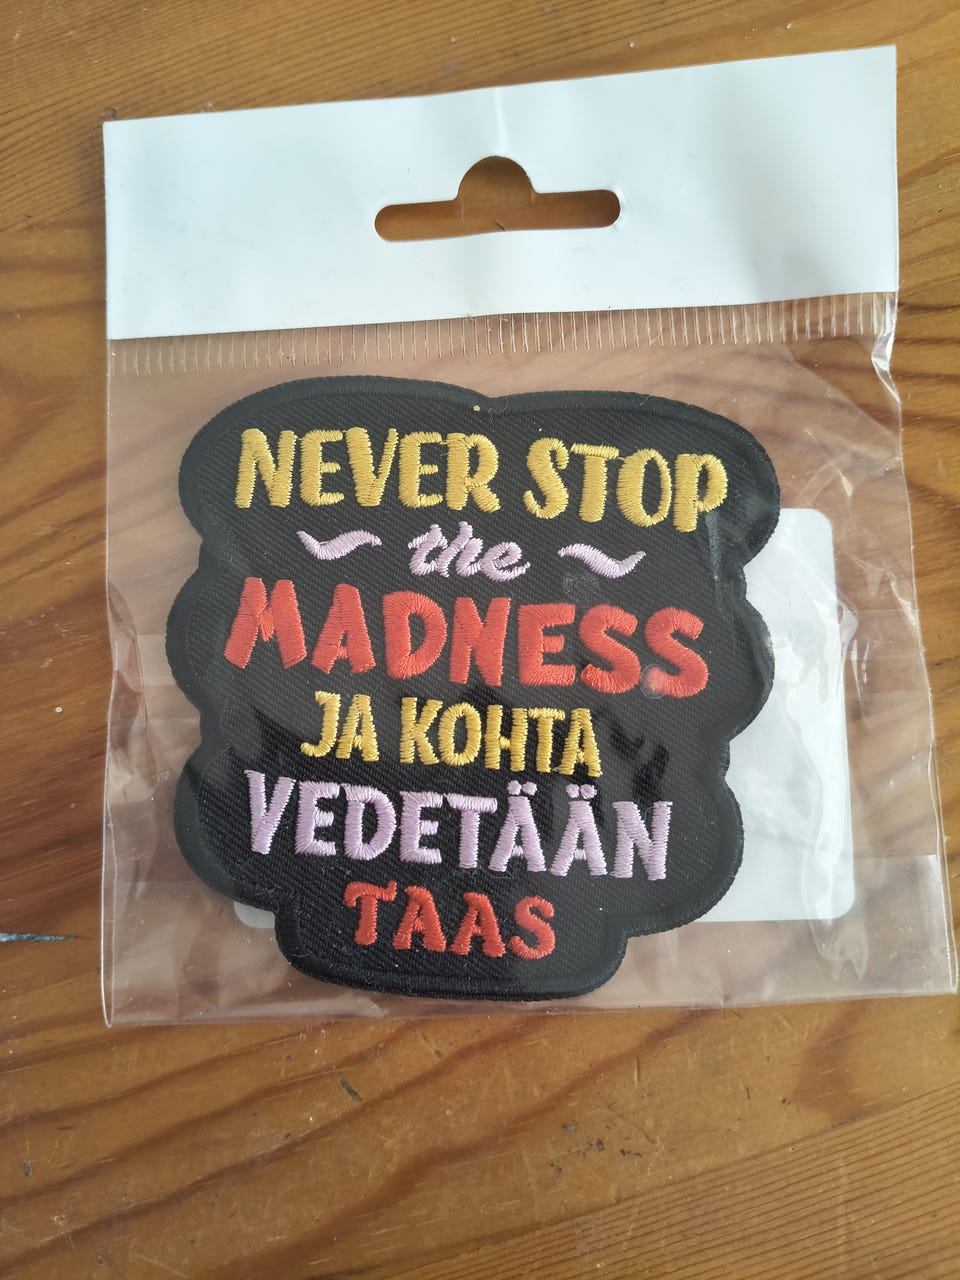 NEVER STOP
the
MADNESS
JA KOHTA
VEDETÄÄN
TAAS